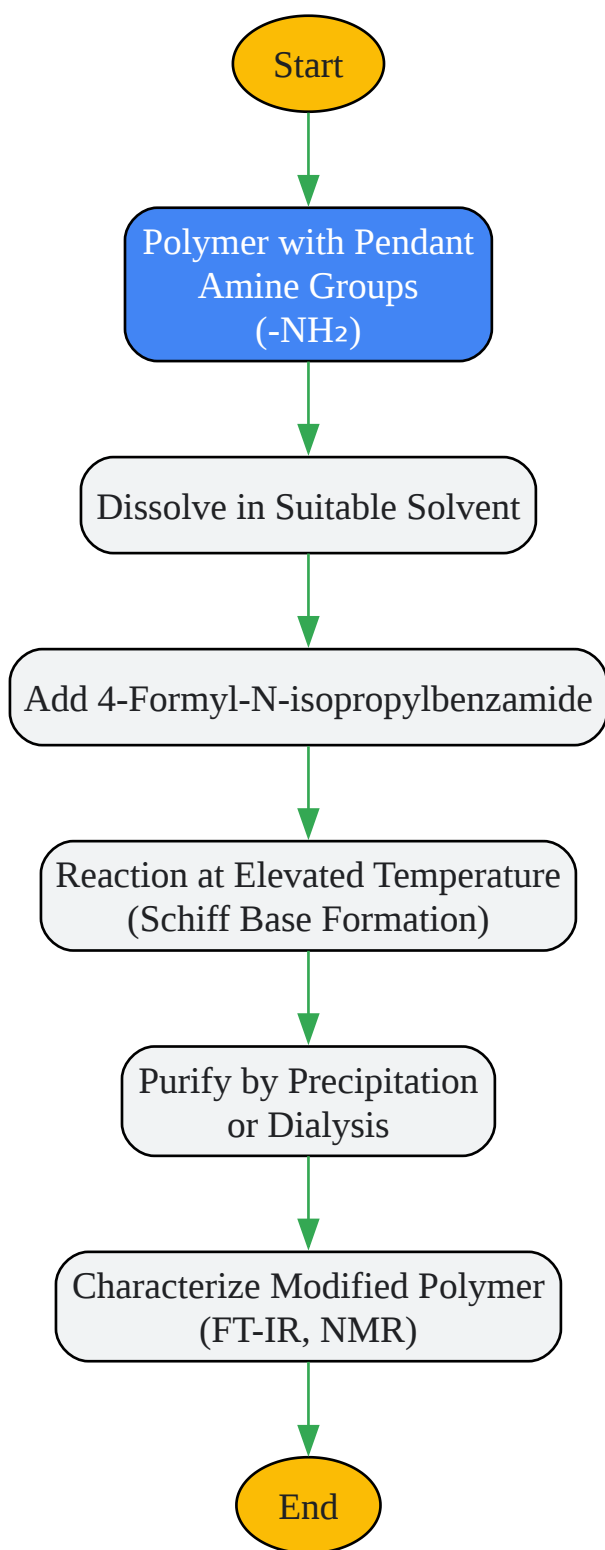 Start
Polymer with Pendant
Amine Groups
(-NH₂)
Dissolve in Suitable Solvent
Add 4-Formyl-N-isopropylbenzamide
Reaction at Elevated Temperature
(Schiff Base Formation)
Purify by Precipitation
or Dialysis
Characterize Modified Polymer
(FT-IR, NMR)
End